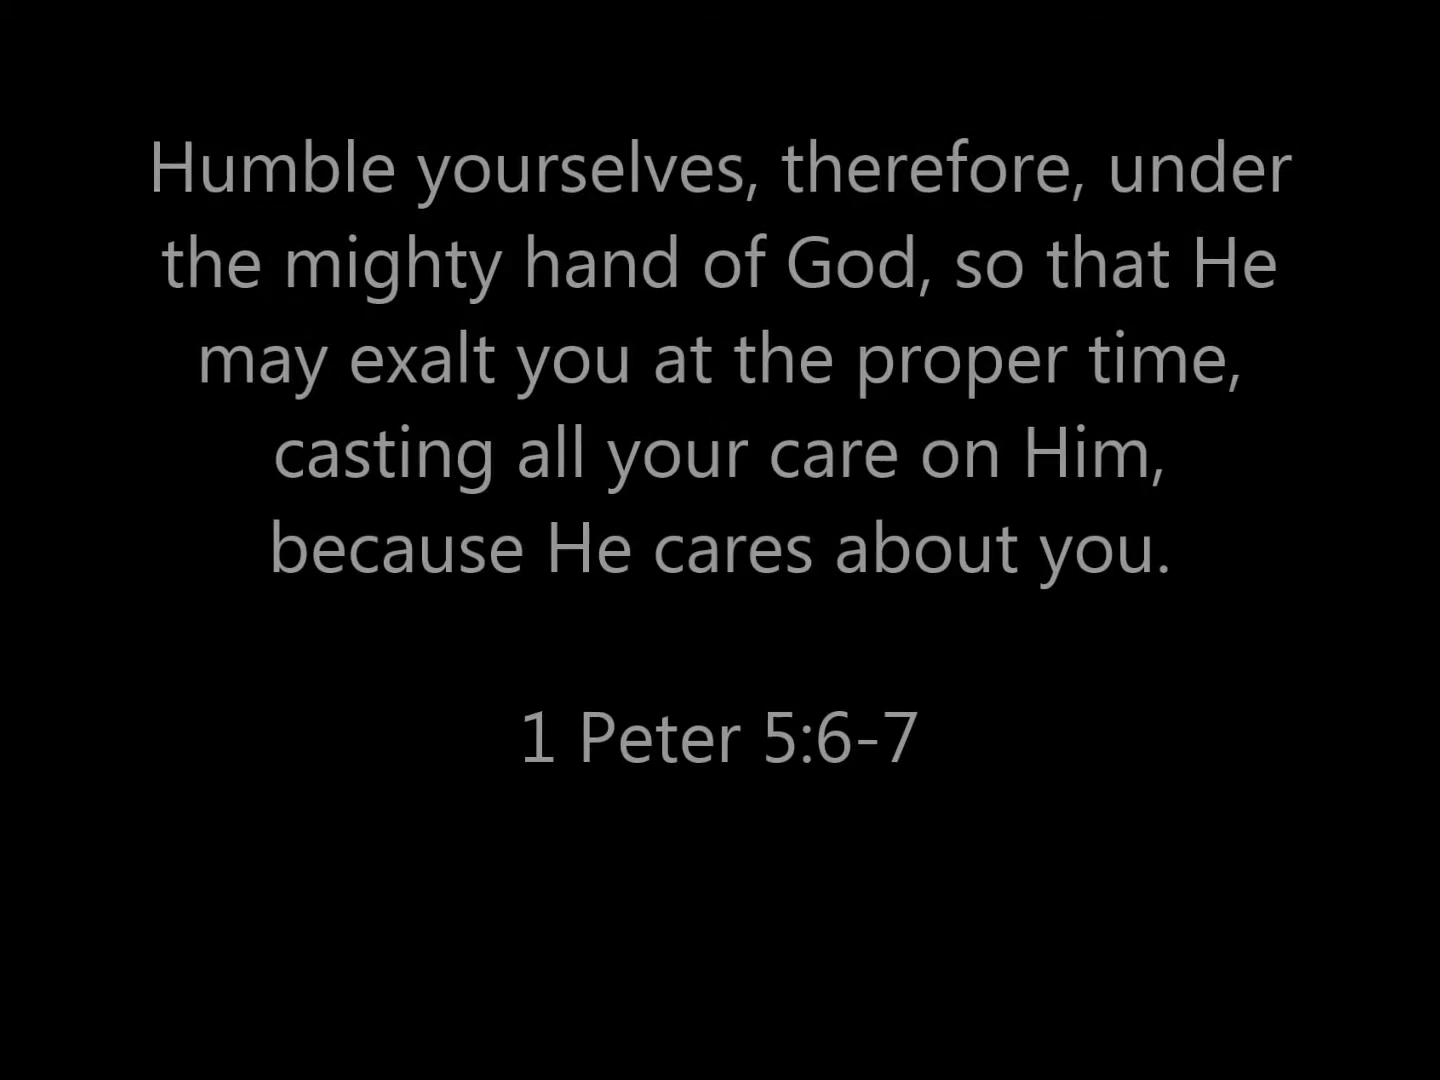 Humble yourselves, therefore, under
the mighty hand of God, so that He
may exalt you at the proper time,
casting all your care on Him,
because He cares about you.
1 Peter 5:6-7